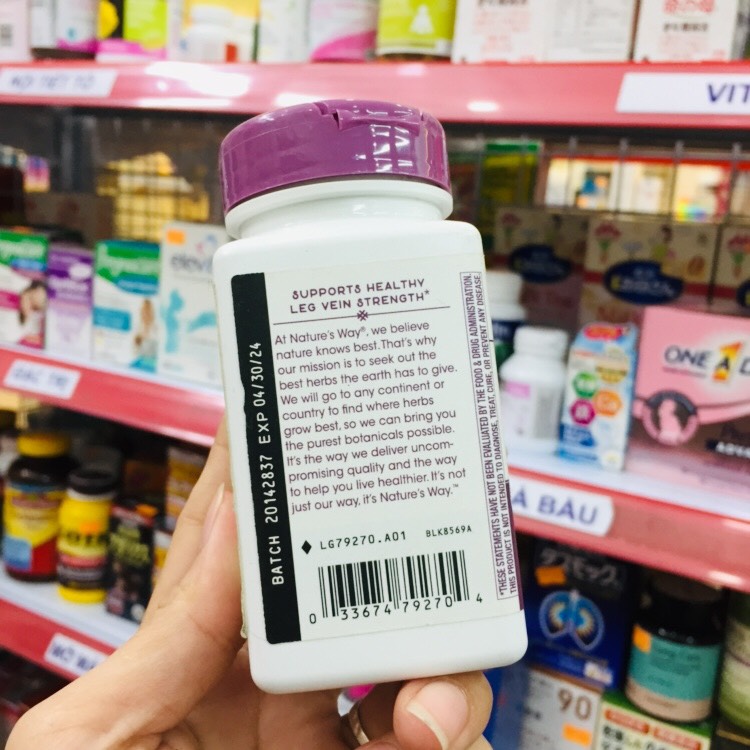 VIT
SUPPORTS HEALTHY
LEG VEIN STRENGTH*
At Nature's Way®, we believe
nature knows best. That's why
our mission is to seek out the
best herbs the earth has to give.
We will go to any continent or
country to find where herbs
grow best, so we can bring you
the purest botanicals possible.
It's the way we deliver uncom-
promising quality and the way
to help you live healthier. It's not
just our way, it's Nature's Way.™
BATCH 20142837 EXP 04/30/24
LG79270.A01 BLK8569A
0 33674 79270 4
*THESE STATEMENTS HAVE NOT BEEN EVALUATED BY THE FOOD & DRUG ADMINISTRATION.
THIS PRODUCT IS NOT INTENDED TO DIAGNOSE, TREAT, CURE, OR PREVENT ANY DISEASE.
elevit
ONE A
BẦU
90